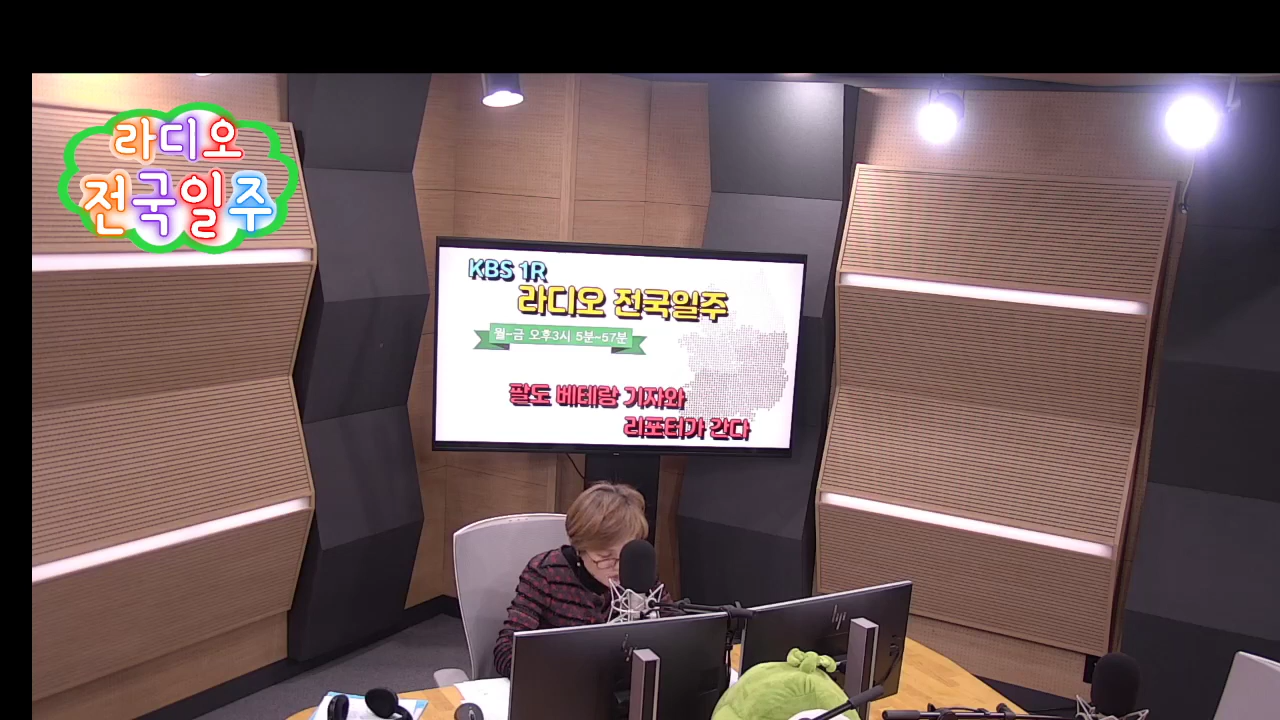 라디오
전국일주
KBS 1R
라디오 전국일주
월~금 오후3시 5분~57분
팔도 베테랑 기자와
리포터가 간다
hp